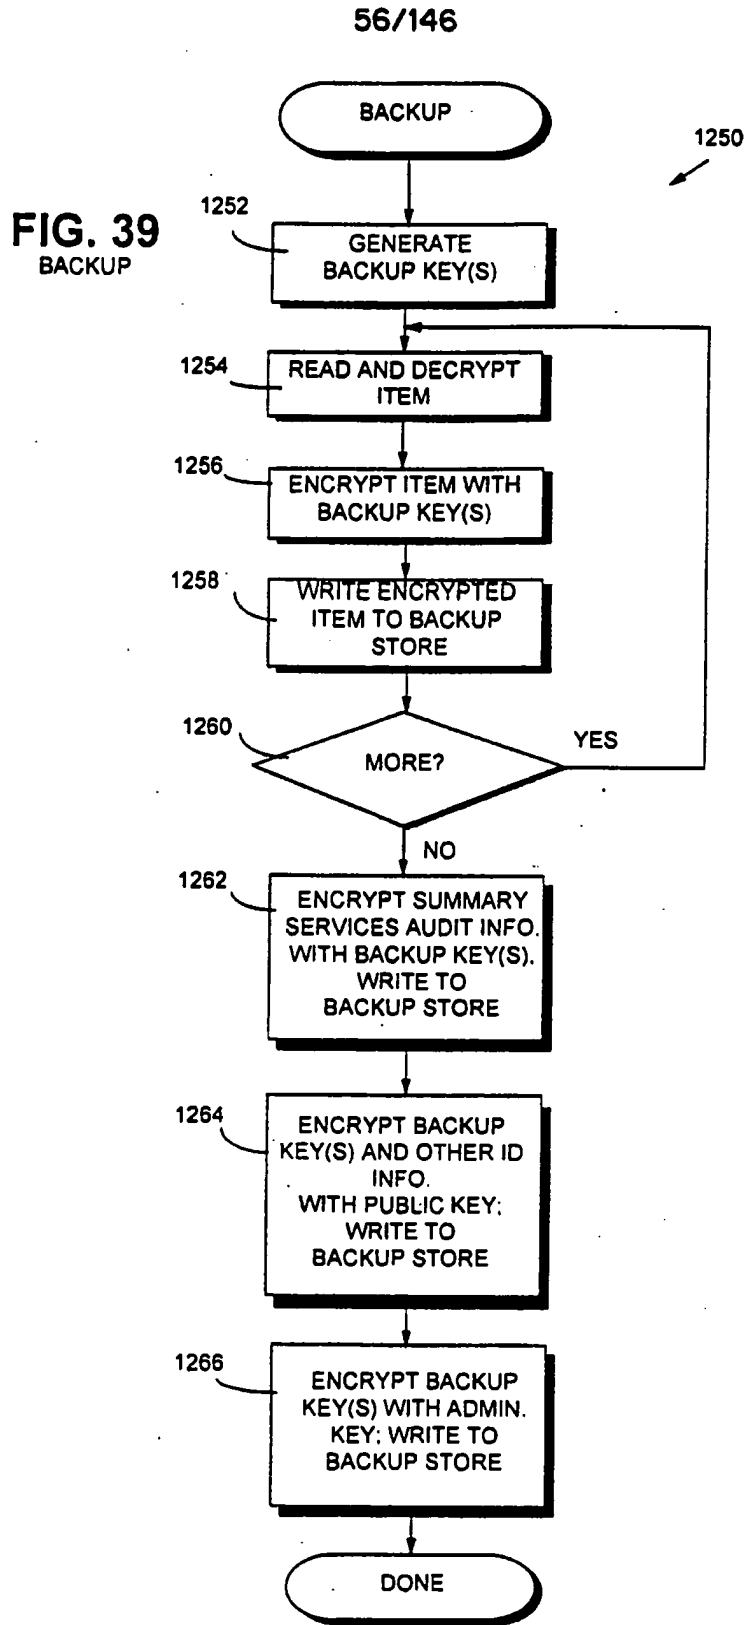 56/146
BACKUP
1250
FIG. 39
BACKUP
1252
GENERATE
BACKUP KEY(S)
1254
READ AND DECRYPT
ITEM
1256
ENCRYPT ITEM WITH
BACKUP KEY(S)
1258
WRITE ENCRYPTED
ITEM TO BACKUP
STORE
1260
MORE?
YES
NO
1262
ENCRYPT SUMMARY
SERVICES AUDIT INFO.
WITH BACKUP KEY(S).
WRITE TO
BACKUP STORE
1264
ENCRYPT BACKUP
KEY(S) AND OTHER ID
INFO.
WITH PUBLIC KEY;
WRITE TO
BACKUP STORE
1266
ENCRYPT BACKUP
KEY(S) WITH ADMIN.
KEY; WRITE TO
BACKUP STORE
DONE